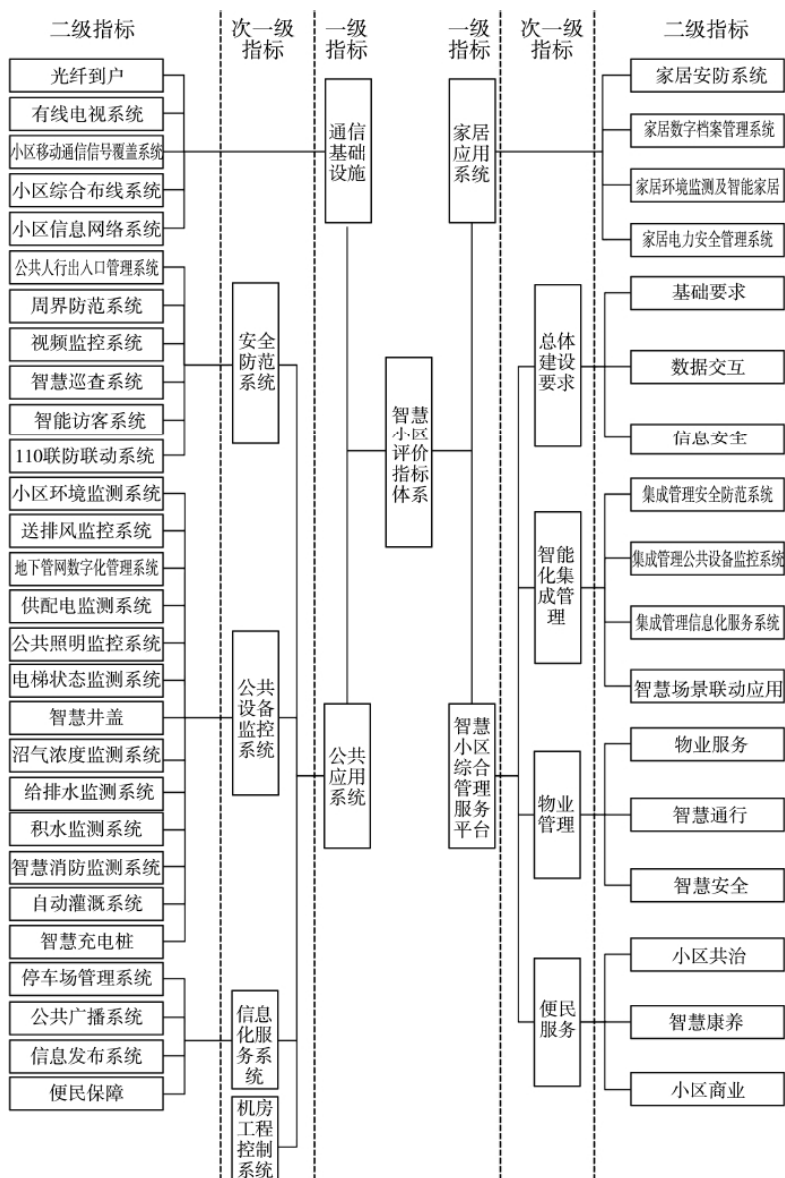 二级指标
次一级
指标
一级
指标
一级
指标
次一级
指标
二级指标
光纤到户
有线电视系统
小区移动通信信号覆盖系统
小区综合布线系统
小区信息网络系统
公共人行出入口管理系统
周界防范系统
视频监控系统
智慧巡查系统
智能访客系统
110联防联动系统
小区环境监测系统
送排风监控系统
地下管网数字化管理系统
供配电监测系统
公共照明监控系统
电梯状态监测系统
智慧井盖
沼气浓度监测系统
给排水监测系统
积水监测系统
智慧消防监测系统
自动灌溉系统
智慧充电桩
停车场管理系统
公共广播系统
信息发布系统
便民保障
安全
防范
系统
公共
设备
监控
系统
信息
化服
务系
统
机房
工程
控制
系统
通信
基础
设施
公共
应用
系统
智慧
小区
评价
指标
体系
家居
应用
系统
智慧
小区
综合
管理
服务
平台
总体
建设
要求
智能
化集
成管
理
物业
管理
便民
服务
家居安防系统
家居数字档案管理系统
家居环境监测及智能家居
家居电力安全管理系统
基础要求
数据交互
信息安全
集成管理安全防范系统
集成管理公共设备监控系统
集成管理信息化服务系统
智慧场景联动应用
物业服务
智慧通行
智慧安全
小区共治
智慧康养
小区商业